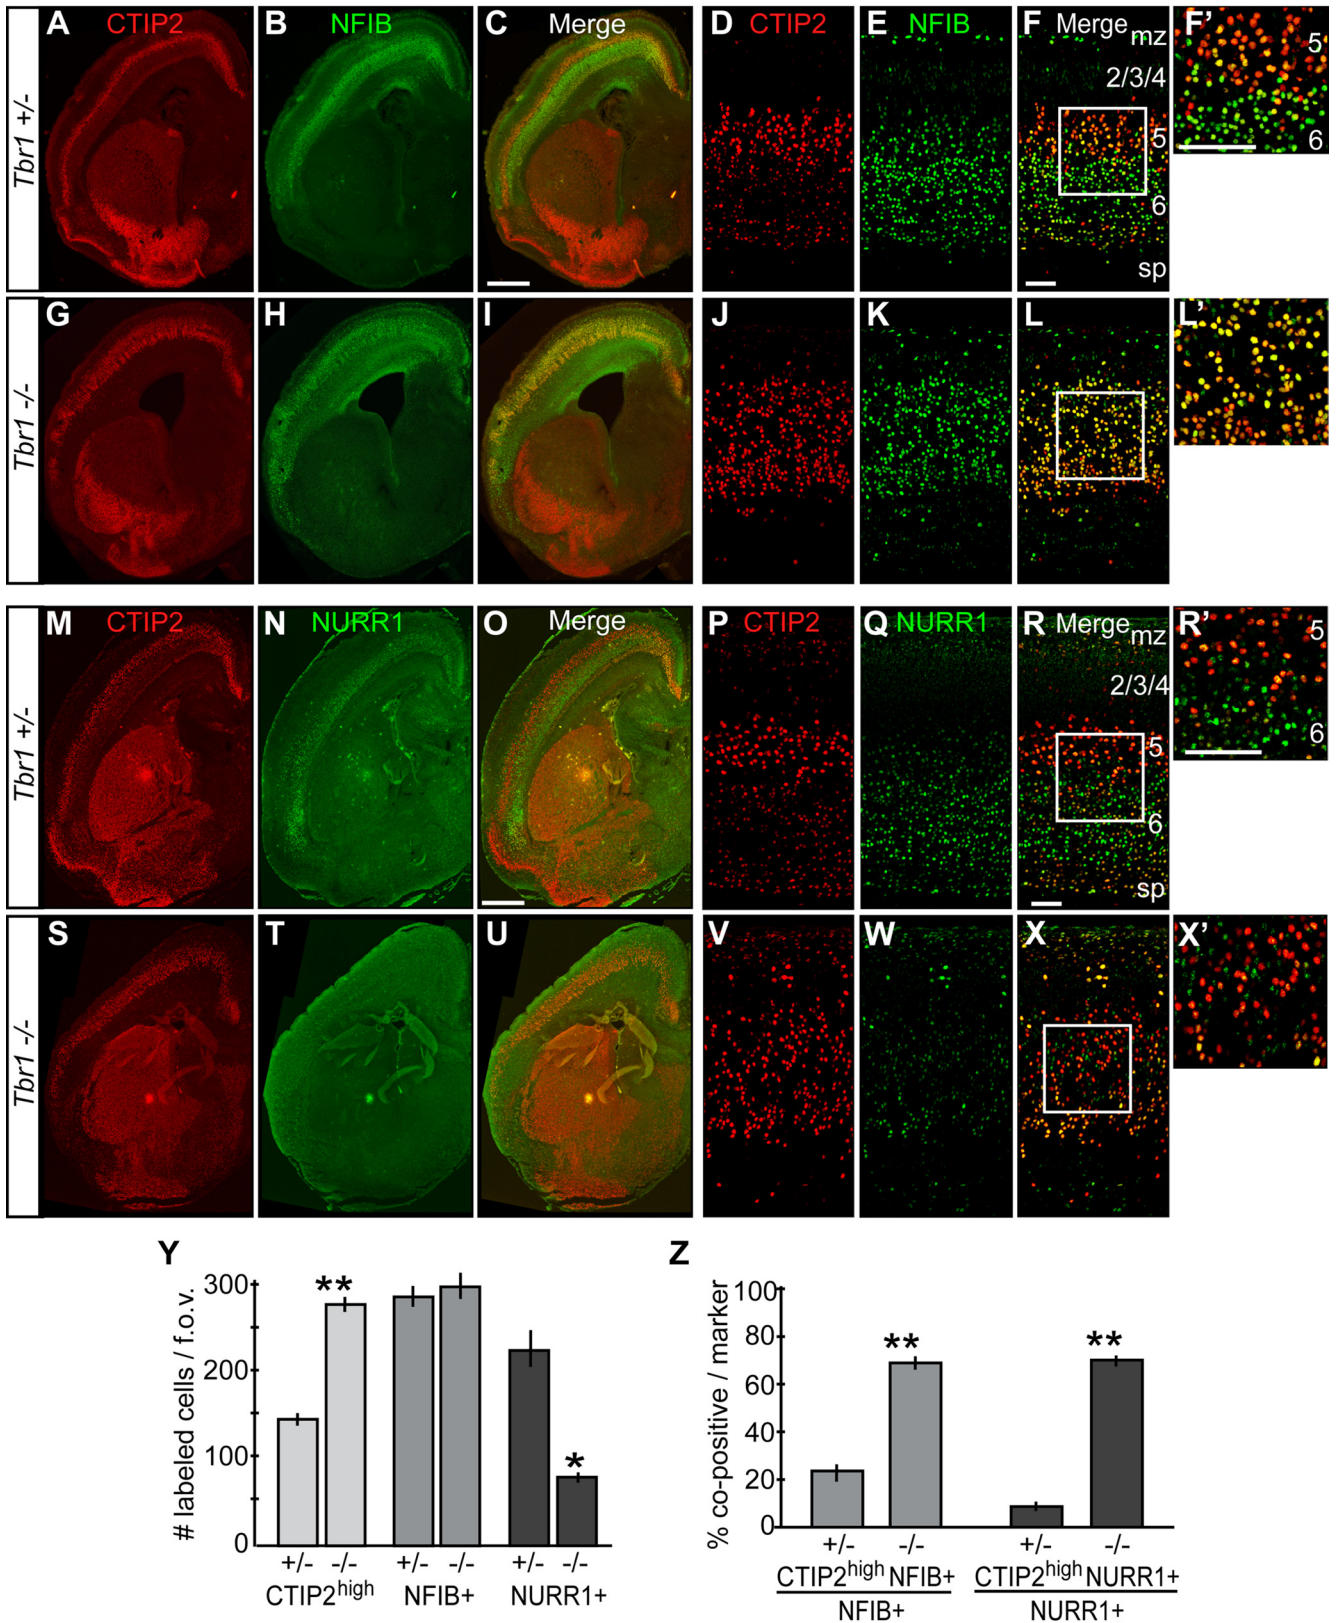 A CTIP2 B NFIB C Merge D CTIP2 E NFIB F Merge mz F' 5
2/3/4
5 6
6
sp
Tbr1 +/-
G H I J K L L'
Tbr1 -/-
M CTIP2 N NURR1 O Merge P CTIP2 Q NURR1 R Merge mz R' 5
2/3/4
5 6
6
sp
Tbr1 +/-
S T U V W X X'
Tbr1 -/-
Y
# labeled cells / f.o.v.
300
200
100
0
** *
+/- -/- +/- -/- +/- -/-
CTIP2high NFIB+ NURR1+
Z
% co-positive / marker
100
80
60
40
20
0
** **
+/- -/- +/- -/-
CTIP2high NFIB+ CTIP2high NURR1+
NFIB+ NURR1+